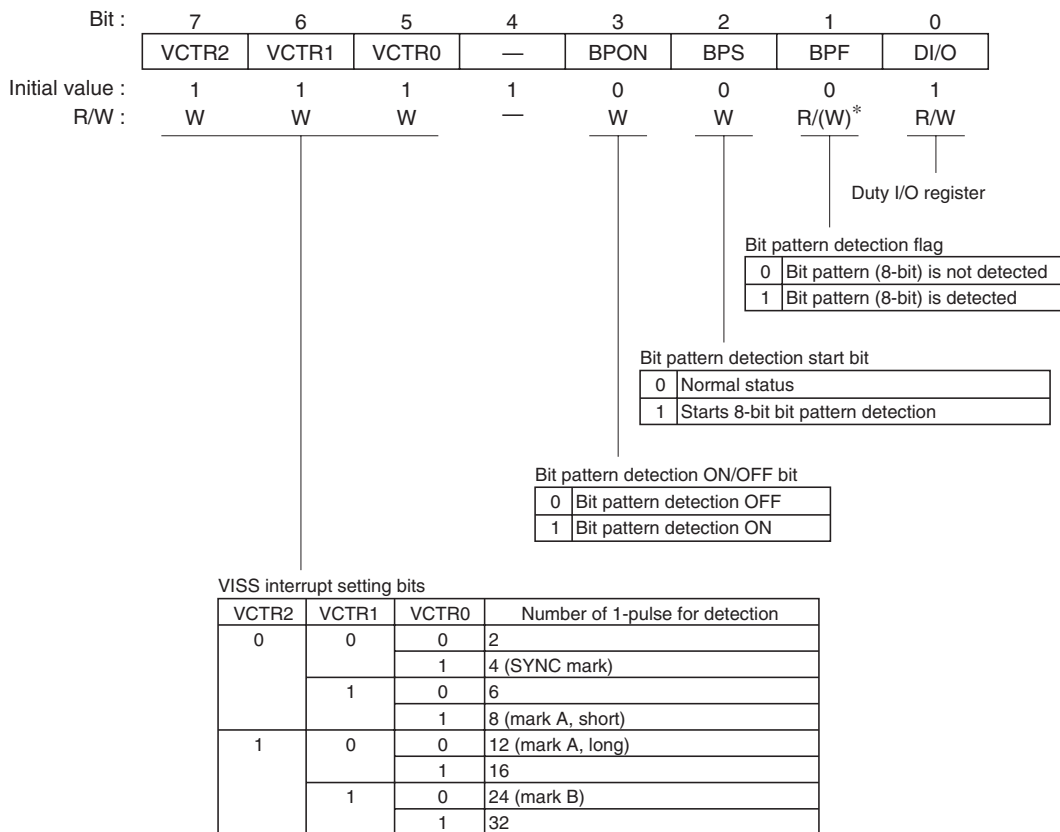 Bit : 7 6 5 4 3 2 1 0
VCTR2 VCTR1 VCTR0 — BPON BPS BPF DI/O
Initial value : 1 1 1 1 0 0 0 1
R/W : W W W — W W R/(W)* R/W
Duty I/O register
Bit pattern detection flag
0 Bit pattern (8-bit) is not detected
1 Bit pattern (8-bit) is detected
Bit pattern detection start bit
0 Normal status
1 Starts 8-bit bit pattern detection
Bit pattern detection ON/OFF bit
0 Bit pattern detection OFF
1 Bit pattern detection ON
VISS interrupt setting bits
VCTR2 VCTR1 VCTR0 Number of 1-pulse for detection
0 0 0 2
1 4 (SYNC mark)
1 0 6
1 8 (mark A, short)
1 0 0 12 (mark A, long)
1 16
1 0 24 (mark B)
1 32